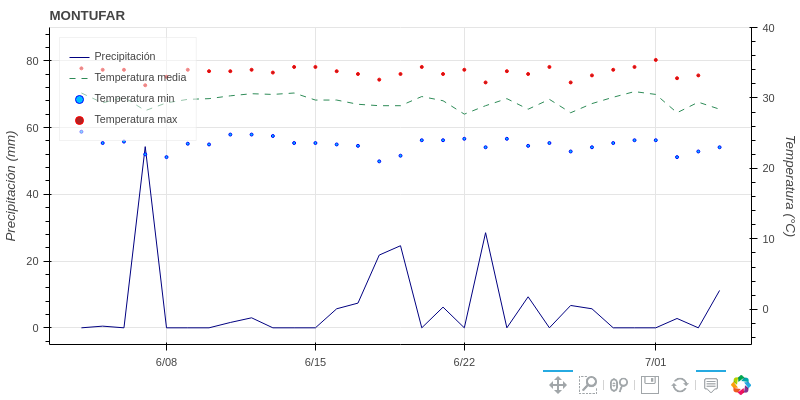 MONTUFAR
Precipitación
Temperatura media
Temperatura min
Temperatura max
Precipitación (mm)
80
60
40
20
0
40
30
20
10
0
Temperatura (°C)
6/08
6/15
6/22
7/01